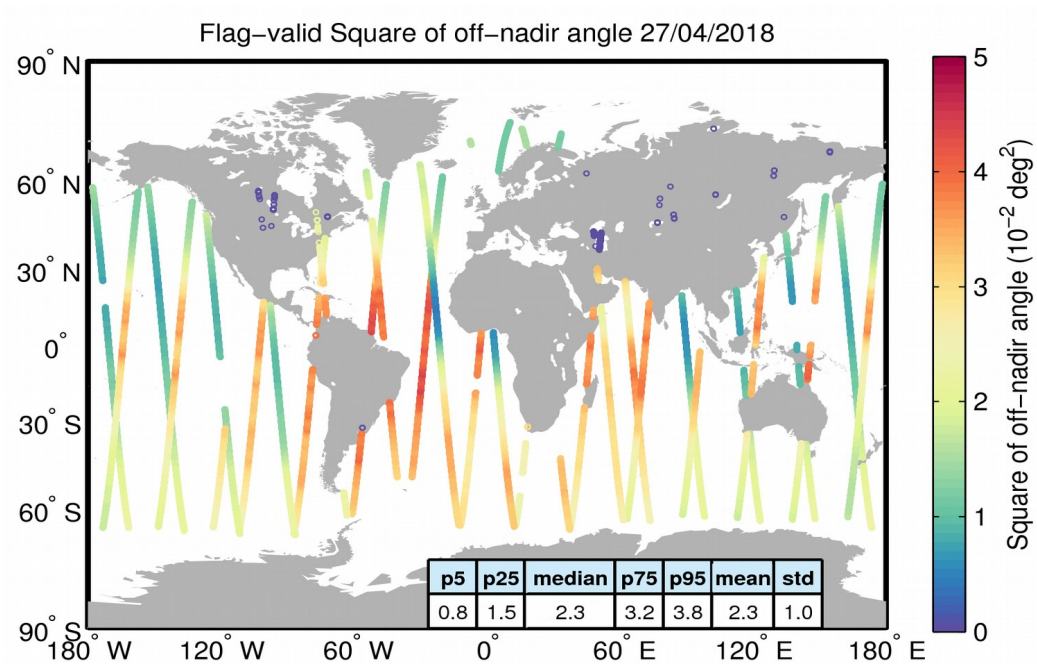 Flag−valid Square of off−nadir angle 27/04/2018
90° N
60° N
30° N
0°
30° S
60° S
90° S
180° W
120° W
60° W
0°
60° E
120° E
180° E
p5 p25 median p75 p95 mean std
0.8 1.5 2.3 3.2 3.8 2.3 1.0
5
4
3
2
1
0
Square of off−nadir angle (10⁻² deg²)